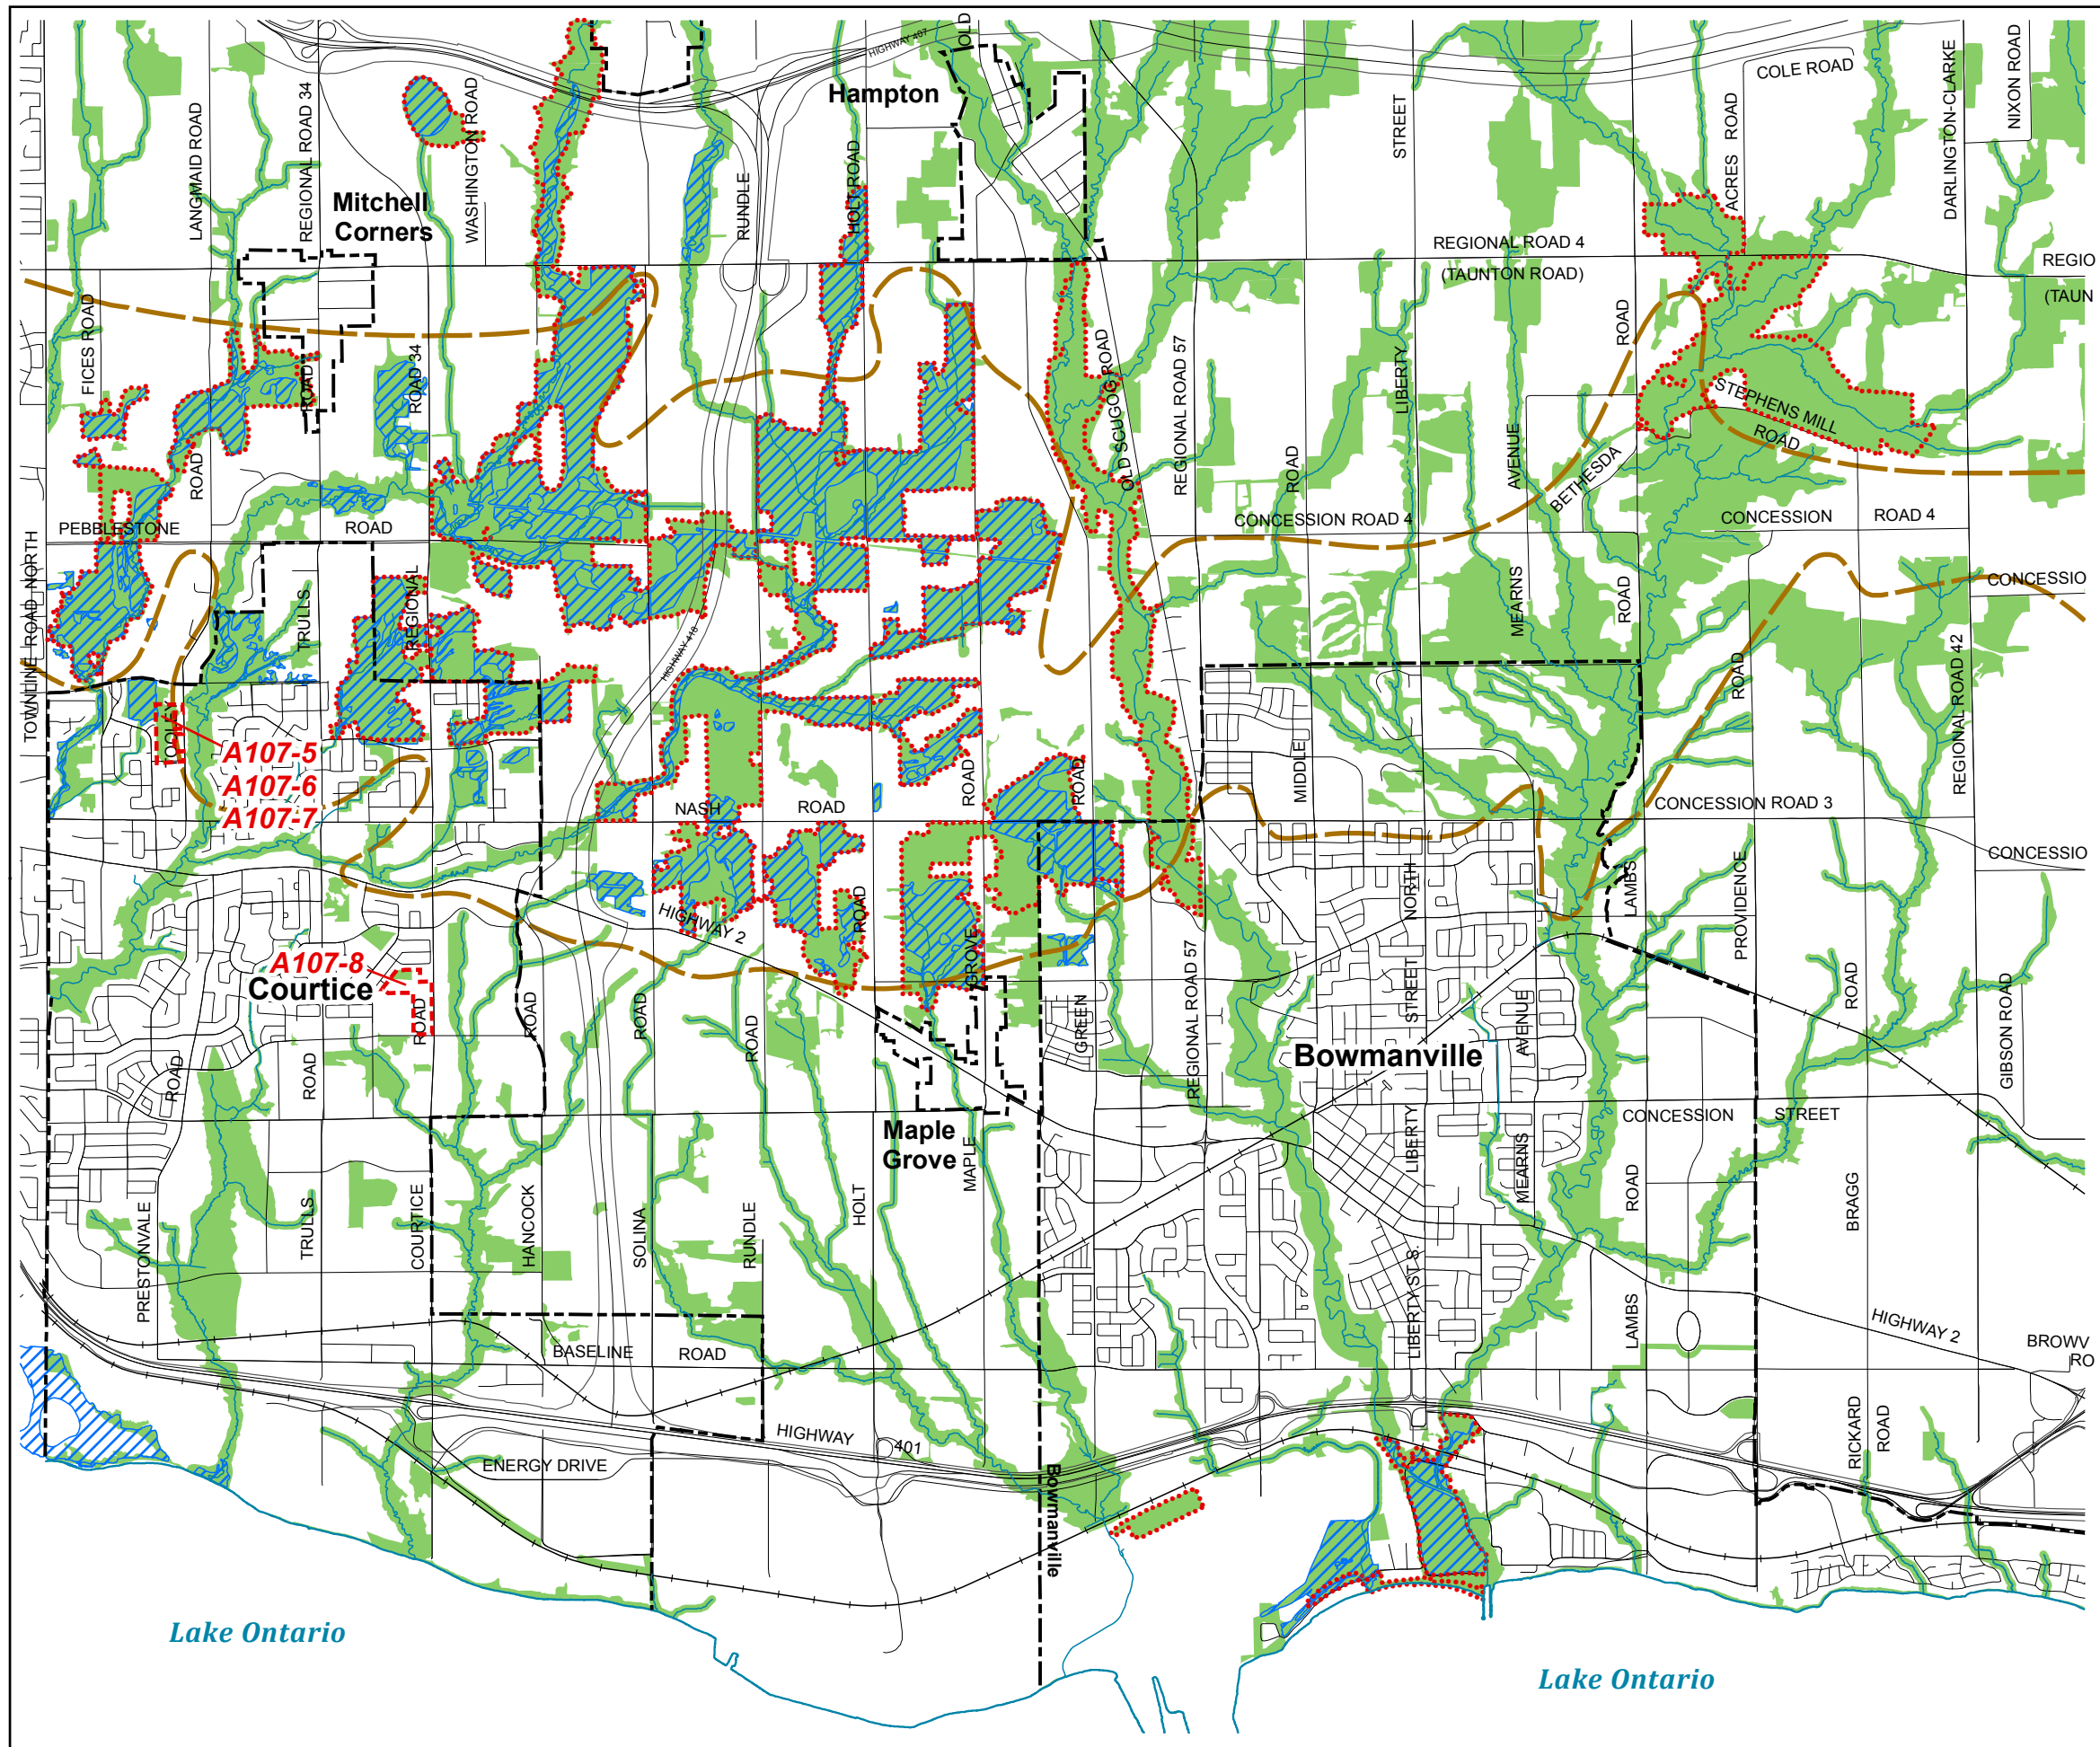 HIGHWAY 407
OLD
COLE ROAD
NIXON ROAD
DARLINGTON-CLARKE
Hampton
LANGMAID ROAD
REGIONAL ROAD 34
WASHINGTON ROAD
RUNDLE
HOLT ROAD
STREET
ACRES ROAD
Mitchell
Corners
REGIONAL ROAD 4
(TAUNTON ROAD)
REGIO
(TAUN
FICES ROAD
ROAD
ROAD 34
OLD SCUGOG ROAD
REGIONAL ROAD 57
LIBERTY
ROAD
STEPHENS MILL
ROAD
AVENUE
BETHESDA
ROAD
ROAD
PEBBLESTONE
ROAD
CONCESSION ROAD 4
CONCESSION
ROAD 4
TOWNLINE ROAD NORTH
TRULLS
REGIONAL
HIGHWAY 418
MEARNS
ROAD
CONCESSIO
ROAD
REGIONAL ROAD 42
TOOLEY
A107-5
A107-6
A107-7
NASH
ROAD
ROAD
ROAD
MIDDLE
CONCESSION ROAD 3
CONCESSIO
HIGHWAY 2
ROAD
GROVE
NORTH
LAMBS
PROVIDENCE
A107-8
Courtice
ROAD
ROAD
ROAD
ROAD
ROAD
ROAD
GREEN
REGIONAL ROAD 57
STREET
AVENUE
ROAD
GIBSON ROAD
Bowmanville
Maple
Grove
MAPLE
LIBERTY
MEARNS
CONCESSION
STREET
PRESTONVALE
TRULLS
COURTICE
HANCOCK
SOLINA
RUNDLE
HOLT
ROAD
BRAGG
LIBERTY ST. S.
LAMBS
HIGHWAY 2
BROWV
RO
BASELINE
ROAD
HIGHWAY
401
ENERGY DRIVE
Bowmanville
RICKARD
ROAD
Lake Ontario
Lake Ontario